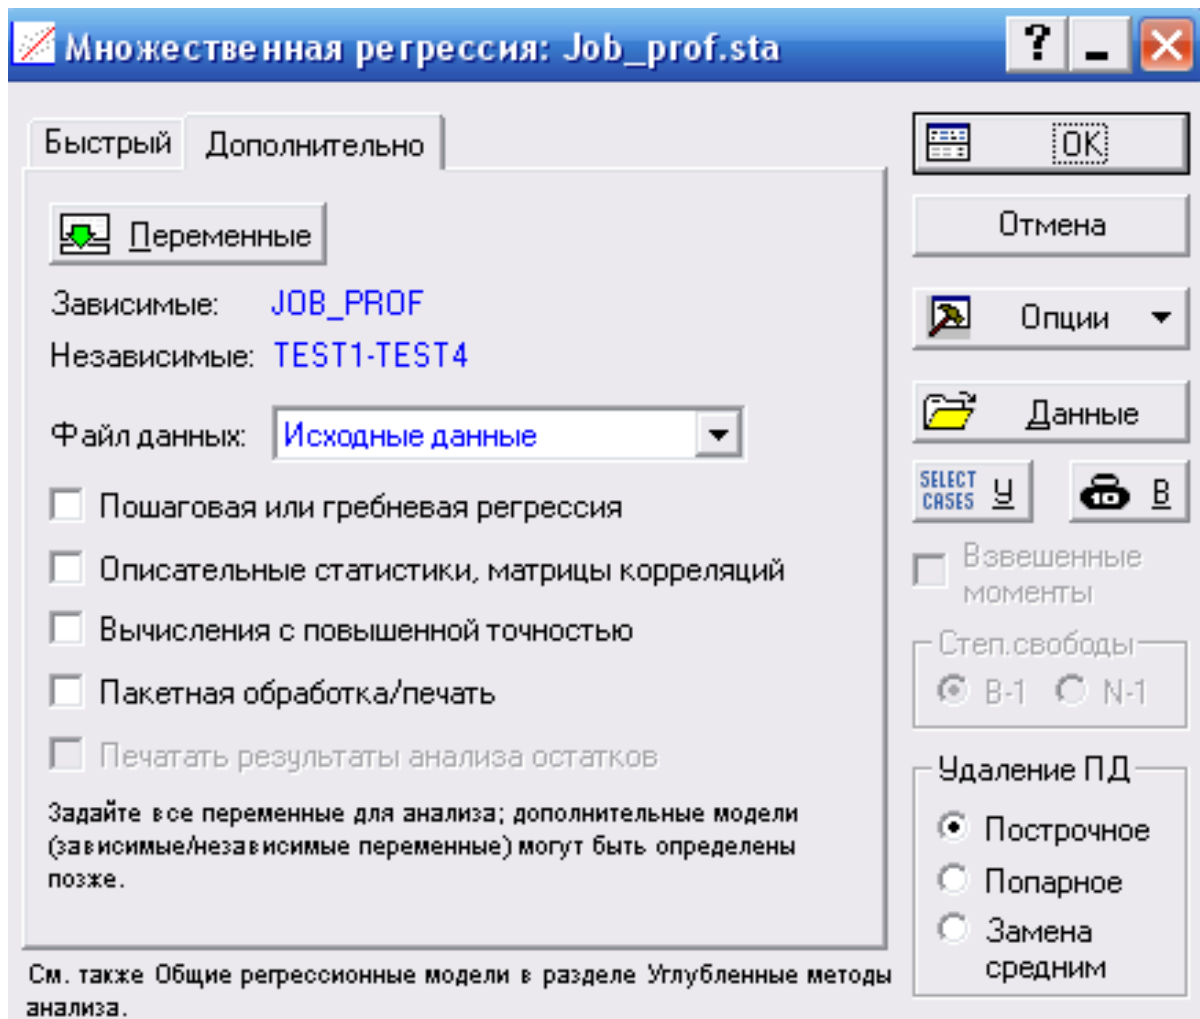 Множественная регрессия: Job_prof.sta
?
Быстрый
Дополнительно
Переменные
Зависимые: JOB_PROF
Независимые: TEST1-TEST4
Файл данных: Исходные данные
Пошаговая или гребневая регрессия
Описательные статистики, матрицы корреляций
Вычисления с повышенной точностью
Пакетная обработка/печать
Печатать результаты анализа остатков
Задайте все переменные для анализа; дополнительные модели
(зависимые/независимые переменные) могут быть определены
позже.
См. также Общие регрессионные модели в разделе Углубленные методы
анализа.
OK
Отмена
Опции
Данные
SELECT
CASES У
10 В
Взвешенные
моменты
Степ.свободы
В-1 N-1
Удаление ПД
Построчное
Попарное
Замена
средним